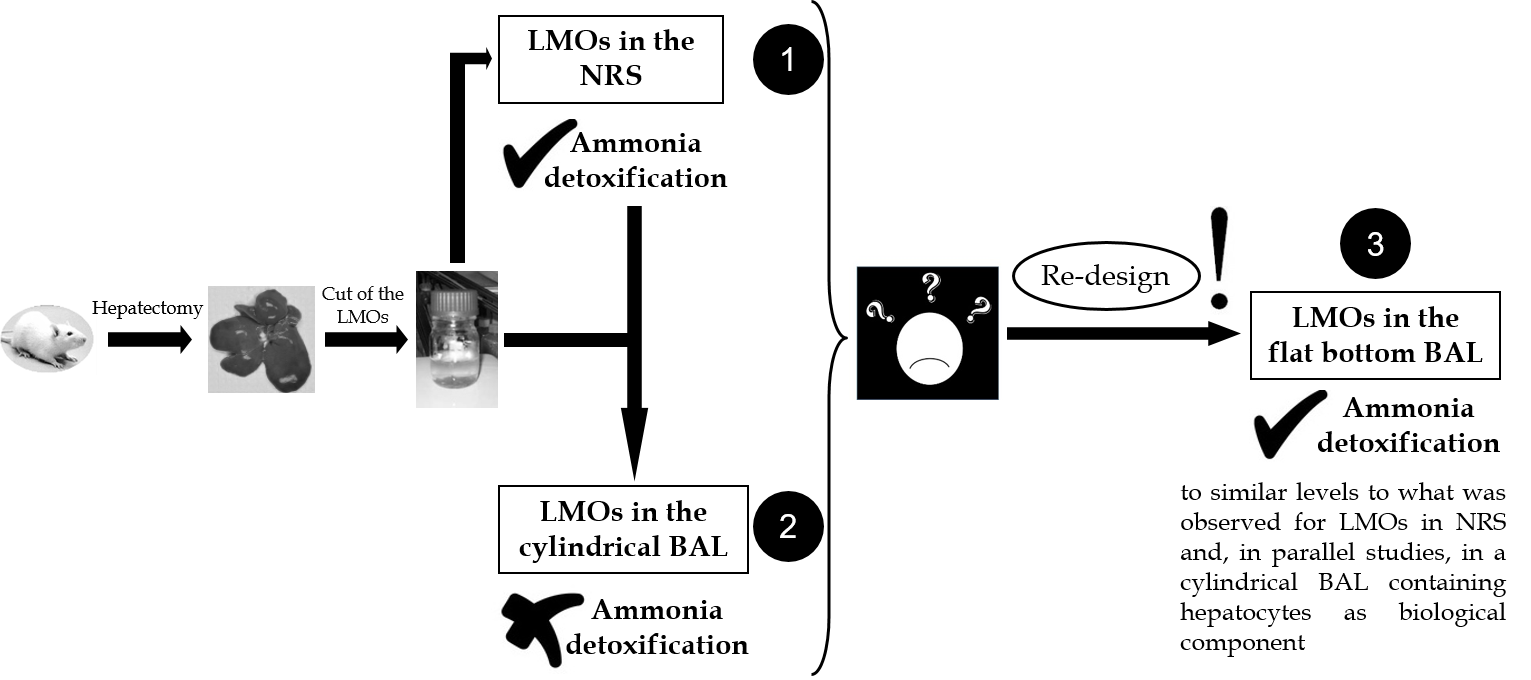 LMOs in the
NRS
1
Ammonia
detoxification
Hepatectomy
Cut of the
LMOs
LMOs in the
cylindrical BAL
2
Ammonia
detoxification
? ? ?
Re-design
!
3
LMOs in the
flat bottom BAL
Ammonia
detoxification
to similar levels to what was
observed for LMOs in NRS
and, in parallel studies, in a
cylindrical BAL containing
hepatocytes as biological
component